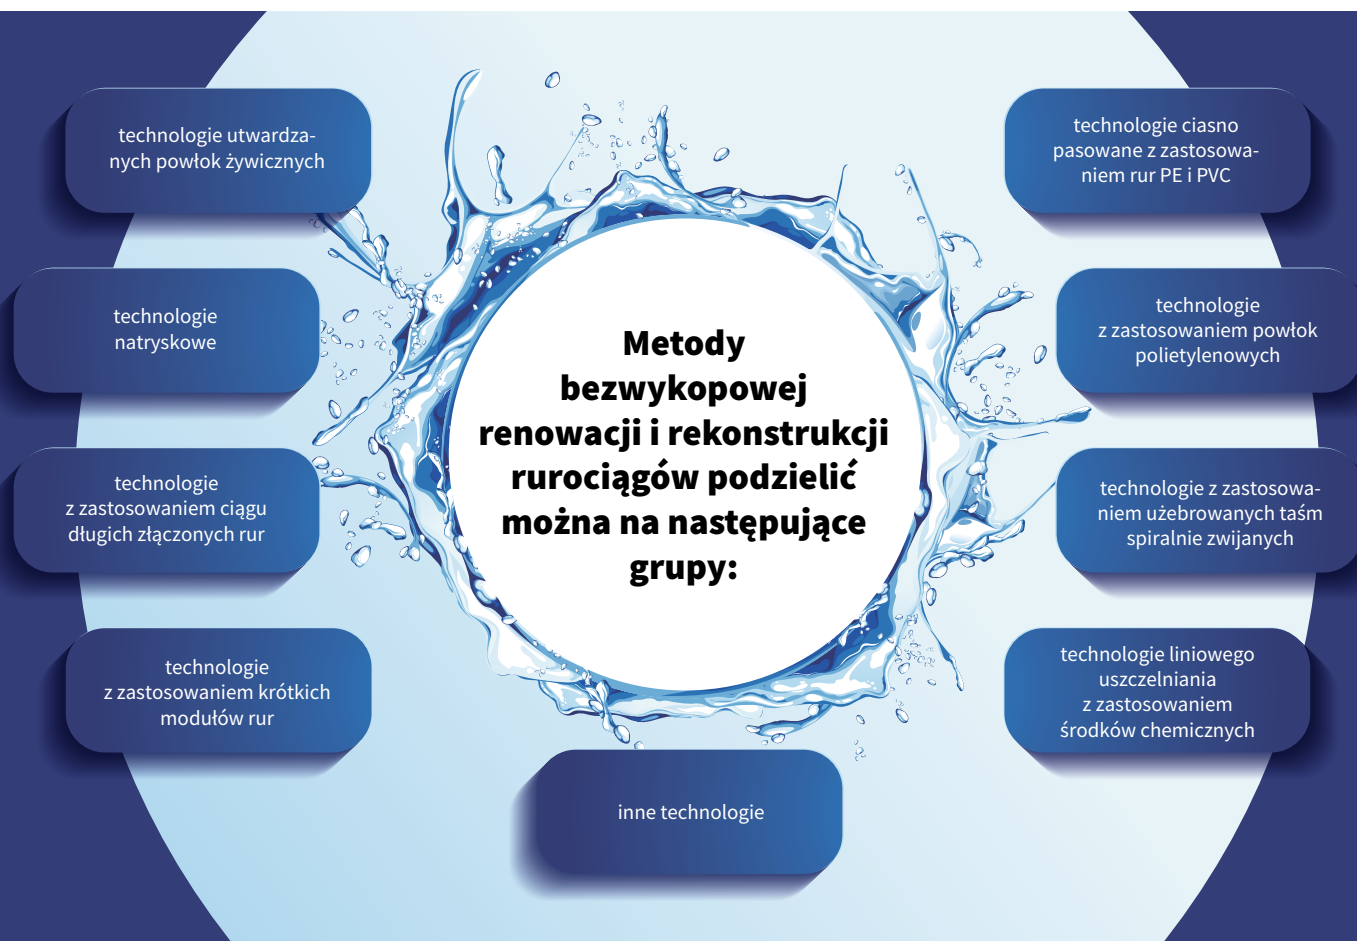 technologie utwardza-
nych powłok żywicznych
technologie
natryskowe
technologie
z zastosowaniem ciągu
długich złączonych rur
technologie
z zastosowaniem krótkich
modułów rur
Metody
bezwykopowej
renowacji i rekonstrukcji
rurociągów podzielić
można na następujące
grupy:
technologie ciasno
pasowane z zastosowa-
niem rur PE i PVC
technologie
z zastosowaniem powłok
polietylenowych
technologie z zastosowa-
niem użebrowanych taśm
spiralnie zwijanych
technologie liniowego
uszczelniania
z zastosowaniem
środków chemicznych
inne technologie